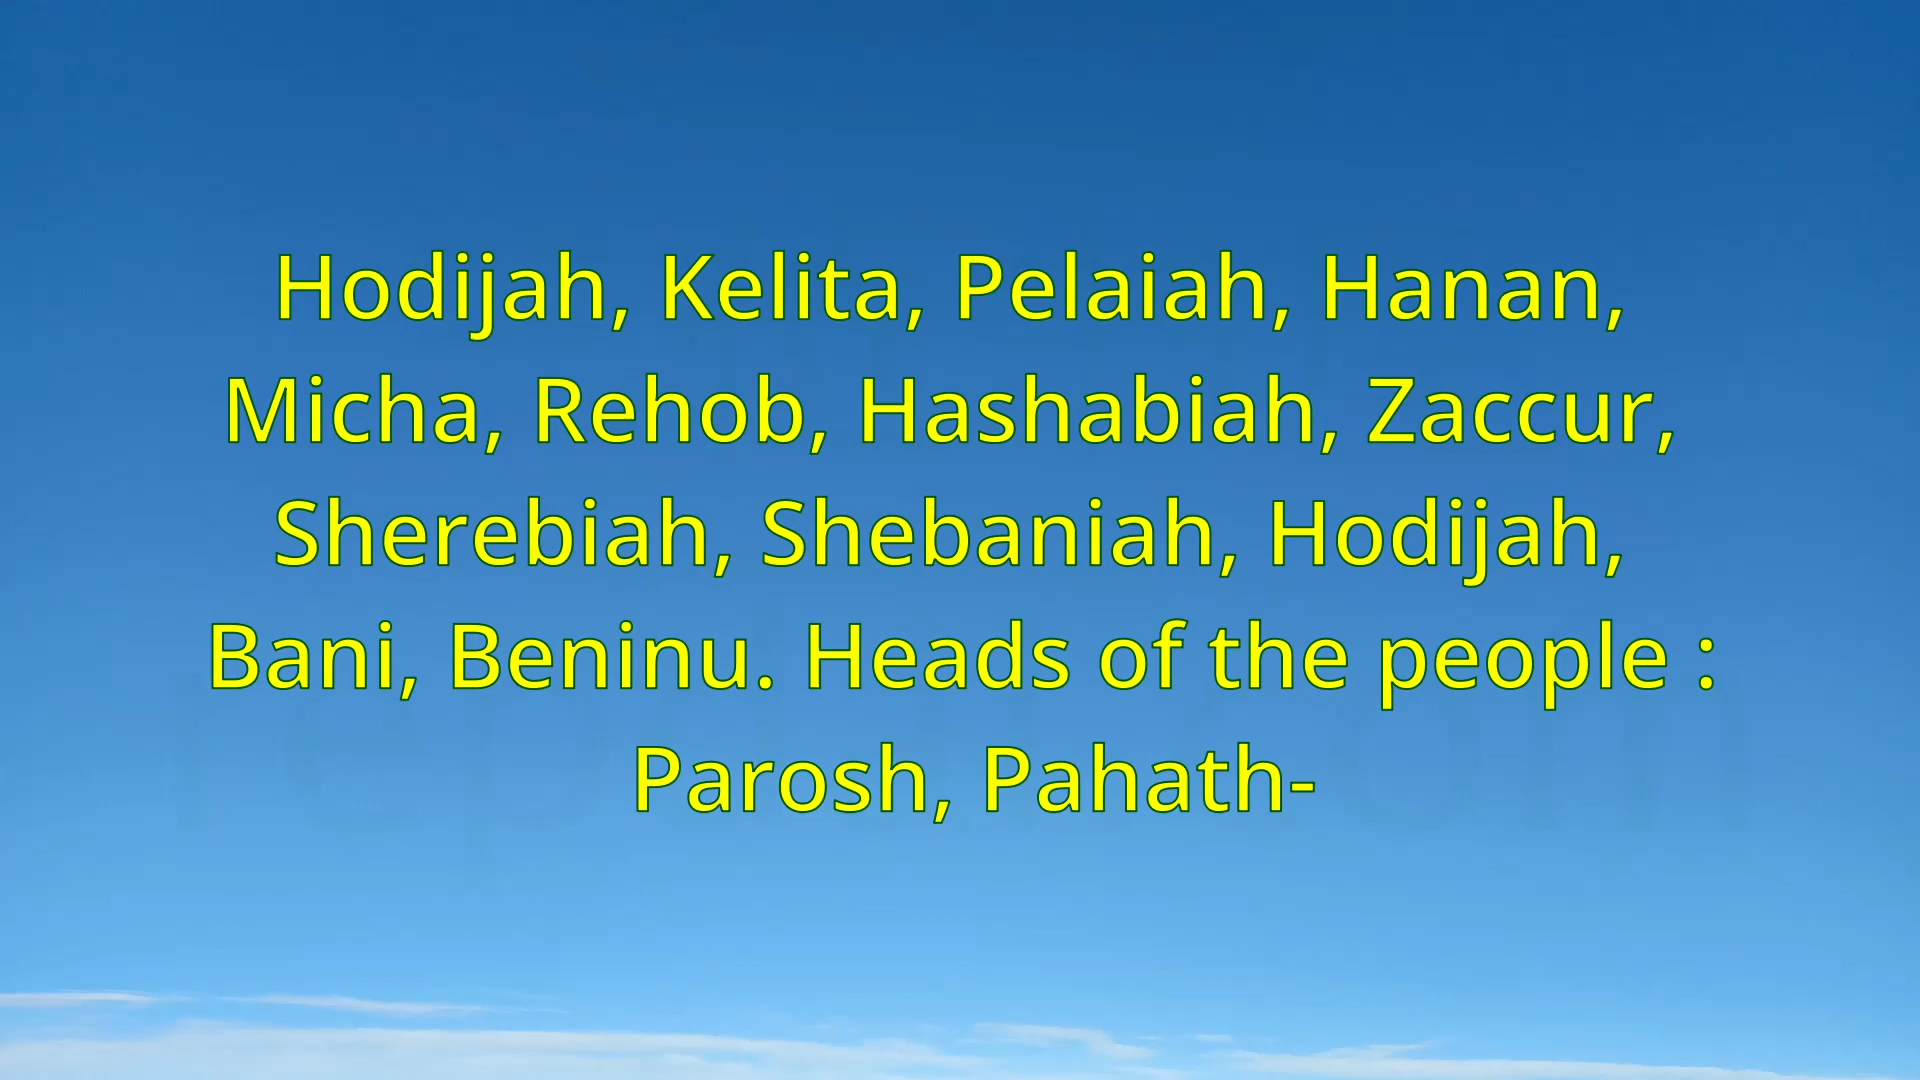 Hodijah, Kelita, Pelaiah, Hanan,
Micha, Rehob, Hashabiah, Zaccur,
Sherebiah, Shebaniah, Hodijah,
Bani, Beninu. Heads of the people :
Parosh, Pahath-